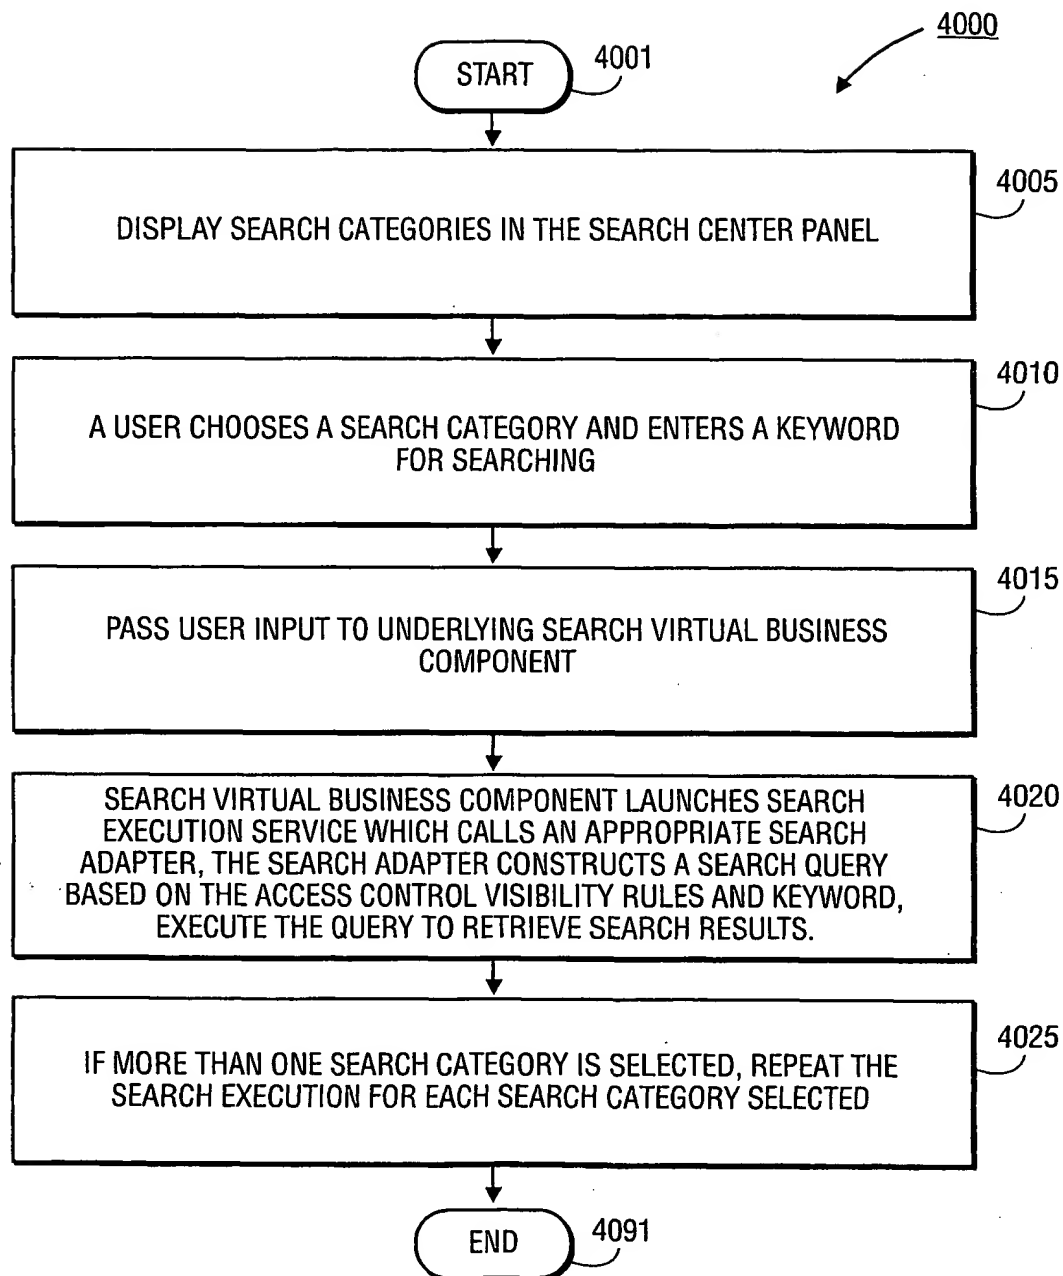 4000
START
4001
4005
DISPLAY SEARCH CATEGORIES IN THE SEARCH CENTER PANEL
4010
A USER CHOOSES A SEARCH CATEGORY AND ENTERS A KEYWORD
FOR SEARCHING
4015
PASS USER INPUT TO UNDERLYING SEARCH VIRTUAL BUSINESS
COMPONENT
4020
SEARCH VIRTUAL BUSINESS COMPONENT LAUNCHES SEARCH
EXECUTION SERVICE WHICH CALLS AN APPROPRIATE SEARCH
ADAPTER, THE SEARCH ADAPTER CONSTRUCTS A SEARCH QUERY
BASED ON THE ACCESS CONTROL VISIBILITY RULES AND KEYWORD,
EXECUTE THE QUERY TO RETRIEVE SEARCH RESULTS.
4025
IF MORE THAN ONE SEARCH CATEGORY IS SELECTED, REPEAT THE
SEARCH EXECUTION FOR EACH SEARCH CATEGORY SELECTED
END
4091